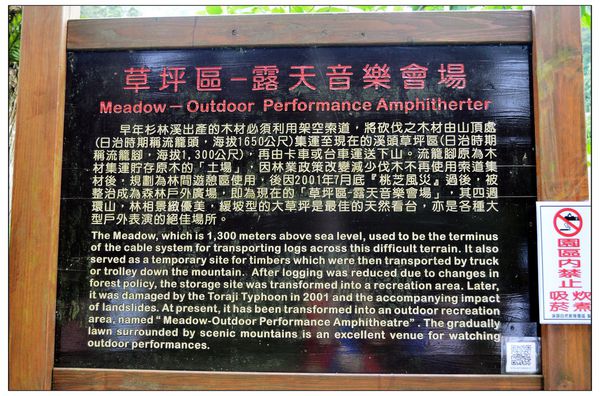 草坪區－露天音樂會場
Meadow－Outdoor Performance Amphitherter
早年杉林溪出產的木材必須利用架空索道，將砍伐之木材由山頂處
(日治時期稱流籠頭，海拔1650公尺)集運至現在的溪頭草坪區(日治時期
稱流籠腳，海拔1,300公尺)，再由卡車或台車運送下山。流籠腳原為木
材集運貯存原木的「土場」，因林業政策改變減少伐木不再使用索道集
材後，規劃為林間遊憩區使用，後因2001年7月底『桃芝風災』過後，被
整治成為森林戶外廣場，即為現在的「草坪區-露天音樂會場」，其四週
環山，林相景緻優美，緩坡型的大草坪是最佳的天然看台，亦是各種大
型戶外表演的絕佳場所。
The Meadow, which is 1,300 meters above sea level, used to be the terminus
of the cable system for transporting logs across this difficult terrain. It also
served as a temporary site for timbers which were then transported by truck
or trolley down the mountain. After logging was reduced due to changes in
forest policy, the storage site was transformed into a recreation area. Later,
it was damaged by the Toraji Typhoon in 2001 and the accompanying impact
of landslides. At present, it has been transformed into an outdoor recreation
area, named “ Meadow-Outdoor Performance Amphitheatre” . The gradually
lawn surrounded by scenic mountains is an excellent venue for watching
outdoor performances.
園區內禁止
吸菸
炊煮